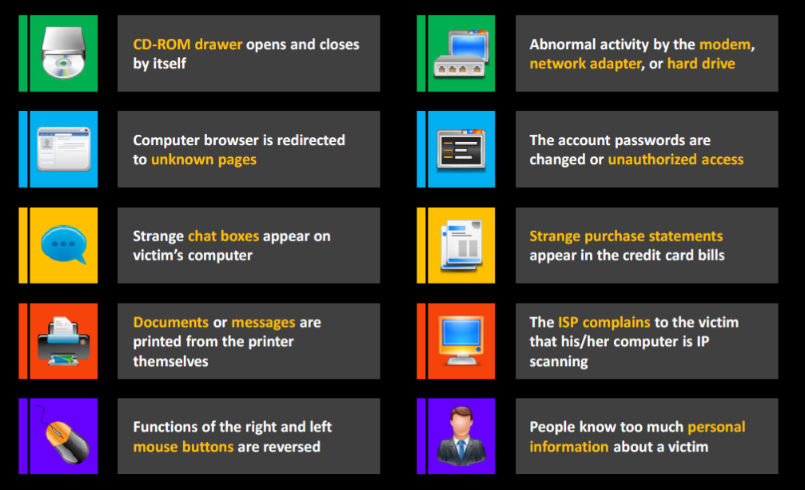 CD-ROM drawer opens and closes
by itself
Abnormal activity by the modem,
network adapter, or hard drive
Computer browser is redirected
to unknown pages
The account passwords are
changed or unauthorized access
Strange chat boxes appear on
victim's computer
Strange purchase statements
appear in the credit card bills
Documents or messages are
printed from the printer
themselves
The ISP complains to the victim
that his/her computer is IP
scanning
Functions of the right and left
mouse buttons are reversed
People know too much personal
information about a victim